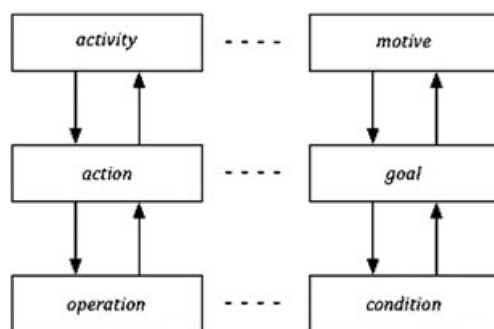 activity
motive
action
goal
operation
condition